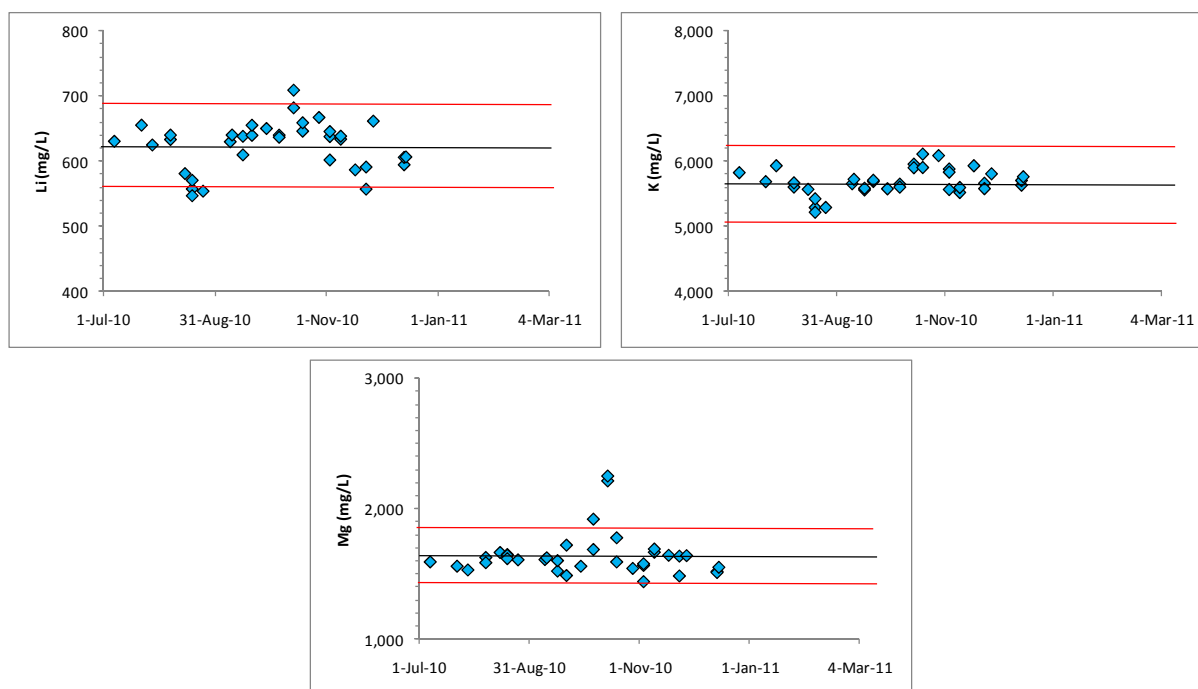 Li (mg/L)
800
700
600
500
400
1-Jul-10 31-Aug-10 1-Nov-10 1-Jan-11 4-Mar-11
K (mg/L)
8,000
7,000
6,000
5,000
4,000
1-Jul-10 31-Aug-10 1-Nov-10 1-Jan-11 4-Mar-11
Mg (mg/L)
3,000
2,000
1,000
1-Jul-10 31-Aug-10 1-Nov-10 1-Jan-11 4-Mar-11